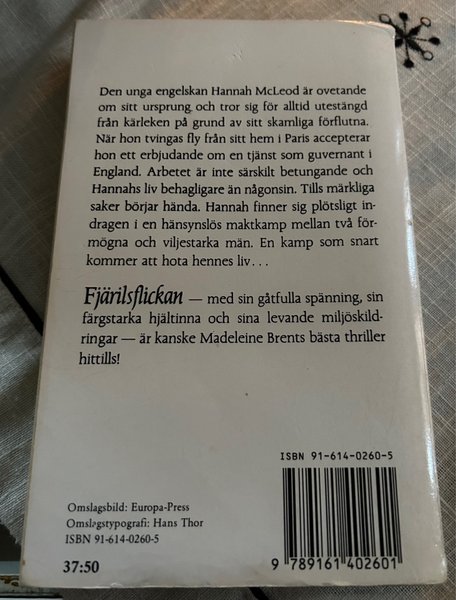 Den unga engelskan Hannah McLeod är ovetande
om sitt ursprung och tror sig för alltid utestängd
från kärleken på grund av sitt skamliga förflutna.
När hon tvingas fly från sitt hem i Paris accepterar
hon ett erbjudande om en tjänst som guvernant i
England. Arbetet är inte särskilt betungande och
Hannahs liv behagligare än någonsin. Tills märkliga
saker börjar hända. Hannah finner sig plötsligt in-
dragen i en hänsynslös maktkamp mellan två för-
mögna och viljestarka män. En kamp som snart
kommer att hota hennes liv . . .
Fjärilsflickan — med sin gåtfulla spänning, sin
färgstarka hjältinna och sina levande miljöskild-
ringar — är kanske Madeleine Brents bästa thriller
hittills!
ISBN 91-614-0260-5
Omslagsbild: Europa-Press
Omslagstypografi: Hans Thor
ISBN 91-614-0260-5
37:50
9 789161 402601